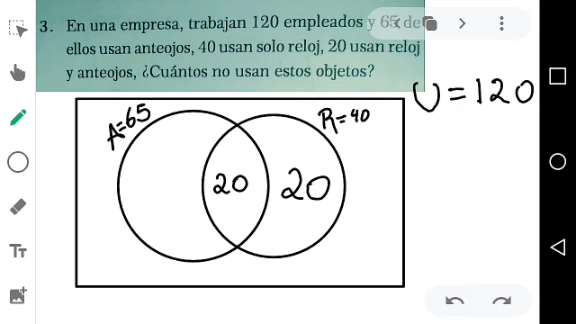 3. En una empresa, trabajan 120 empleados y 65 de
ellos usan anteojos, 40 usan solo reloj, 20 usan reloj
y anteojos, ¿Cuántos no usan estos objetos?
U = 120
A=65
R=40
20
20
TT